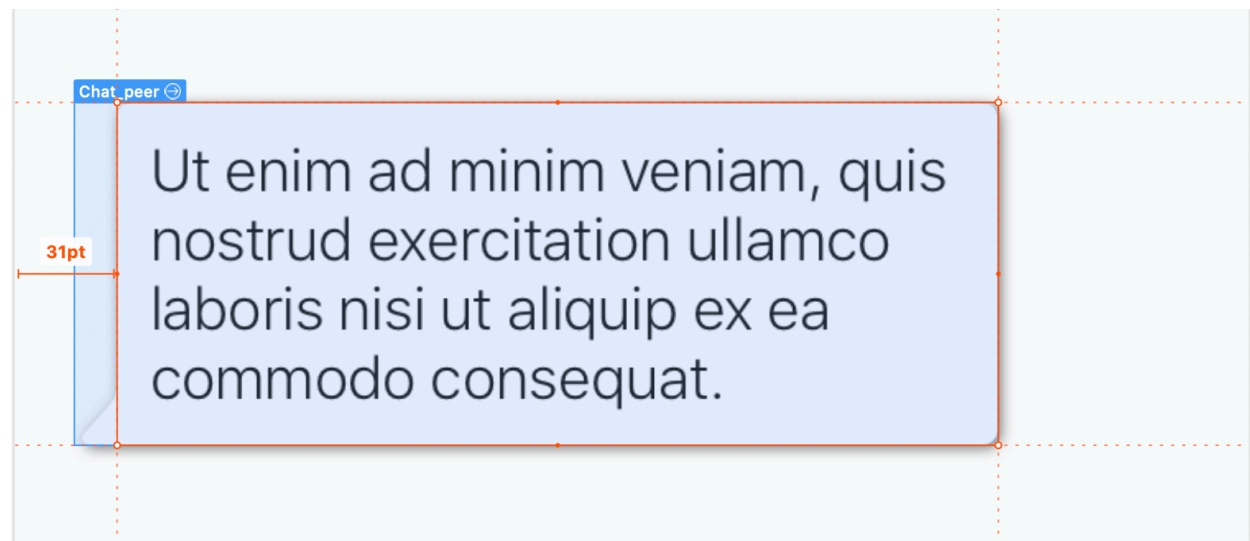 Chat_peer
Ut enim ad minim veniam, quis
nostrud exercitation ullamco
31pt
laboris nisi ut aliquip ex ea
commodo consequat.